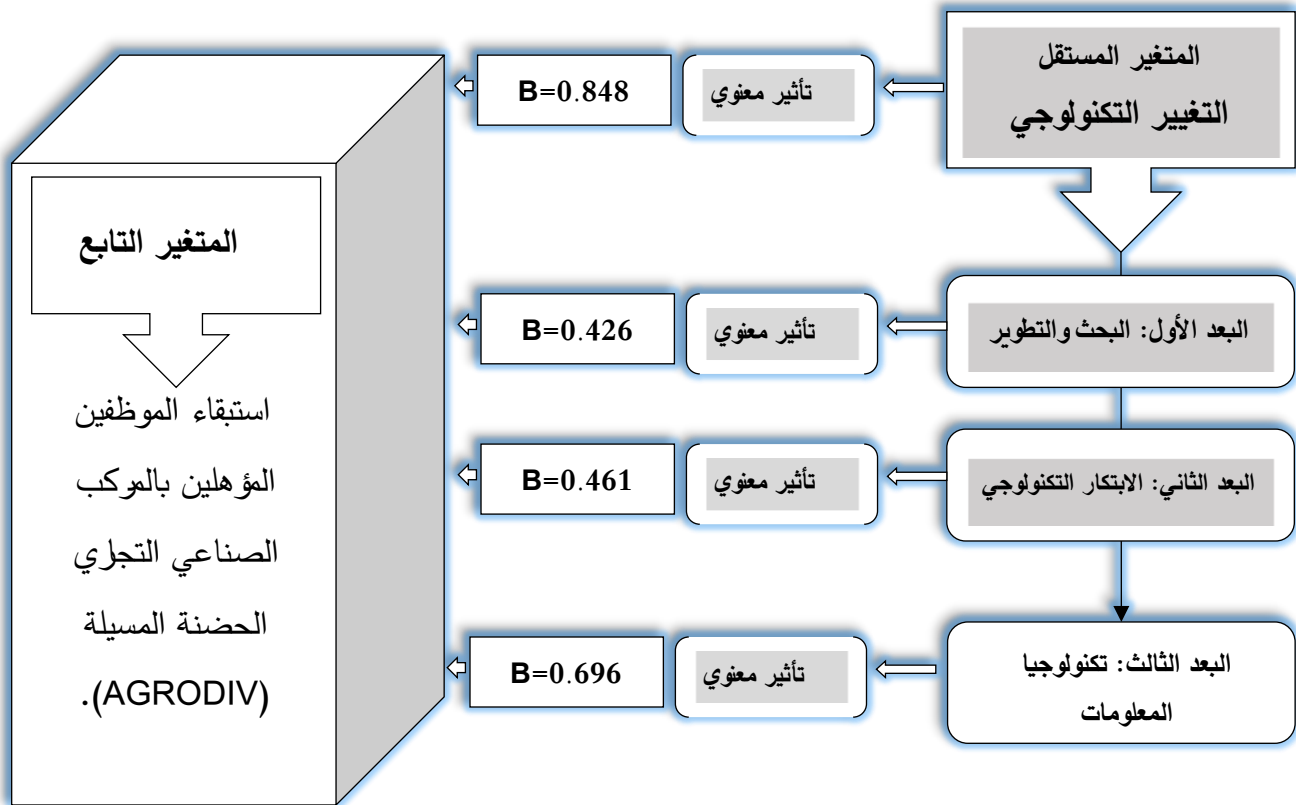 المتغير المستقل
التغيير التكنولوجي
تأثير معنوي
B=0.848
البعد الأول: البحث والتطوير
تأثير معنوي
B=0.426
البعد الثاني: الابتكار التكنولوجي
تأثير معنوي
B=0.461
البعد الثالث: تكنولوجيا
المعلومات
تأثير معنوي
B=0.696
المتغير التابع
استبقاء الموظفين
المؤهلين بالمركب
الصناعي التجاري
الحضنة المسيلة
(AGRODIV).